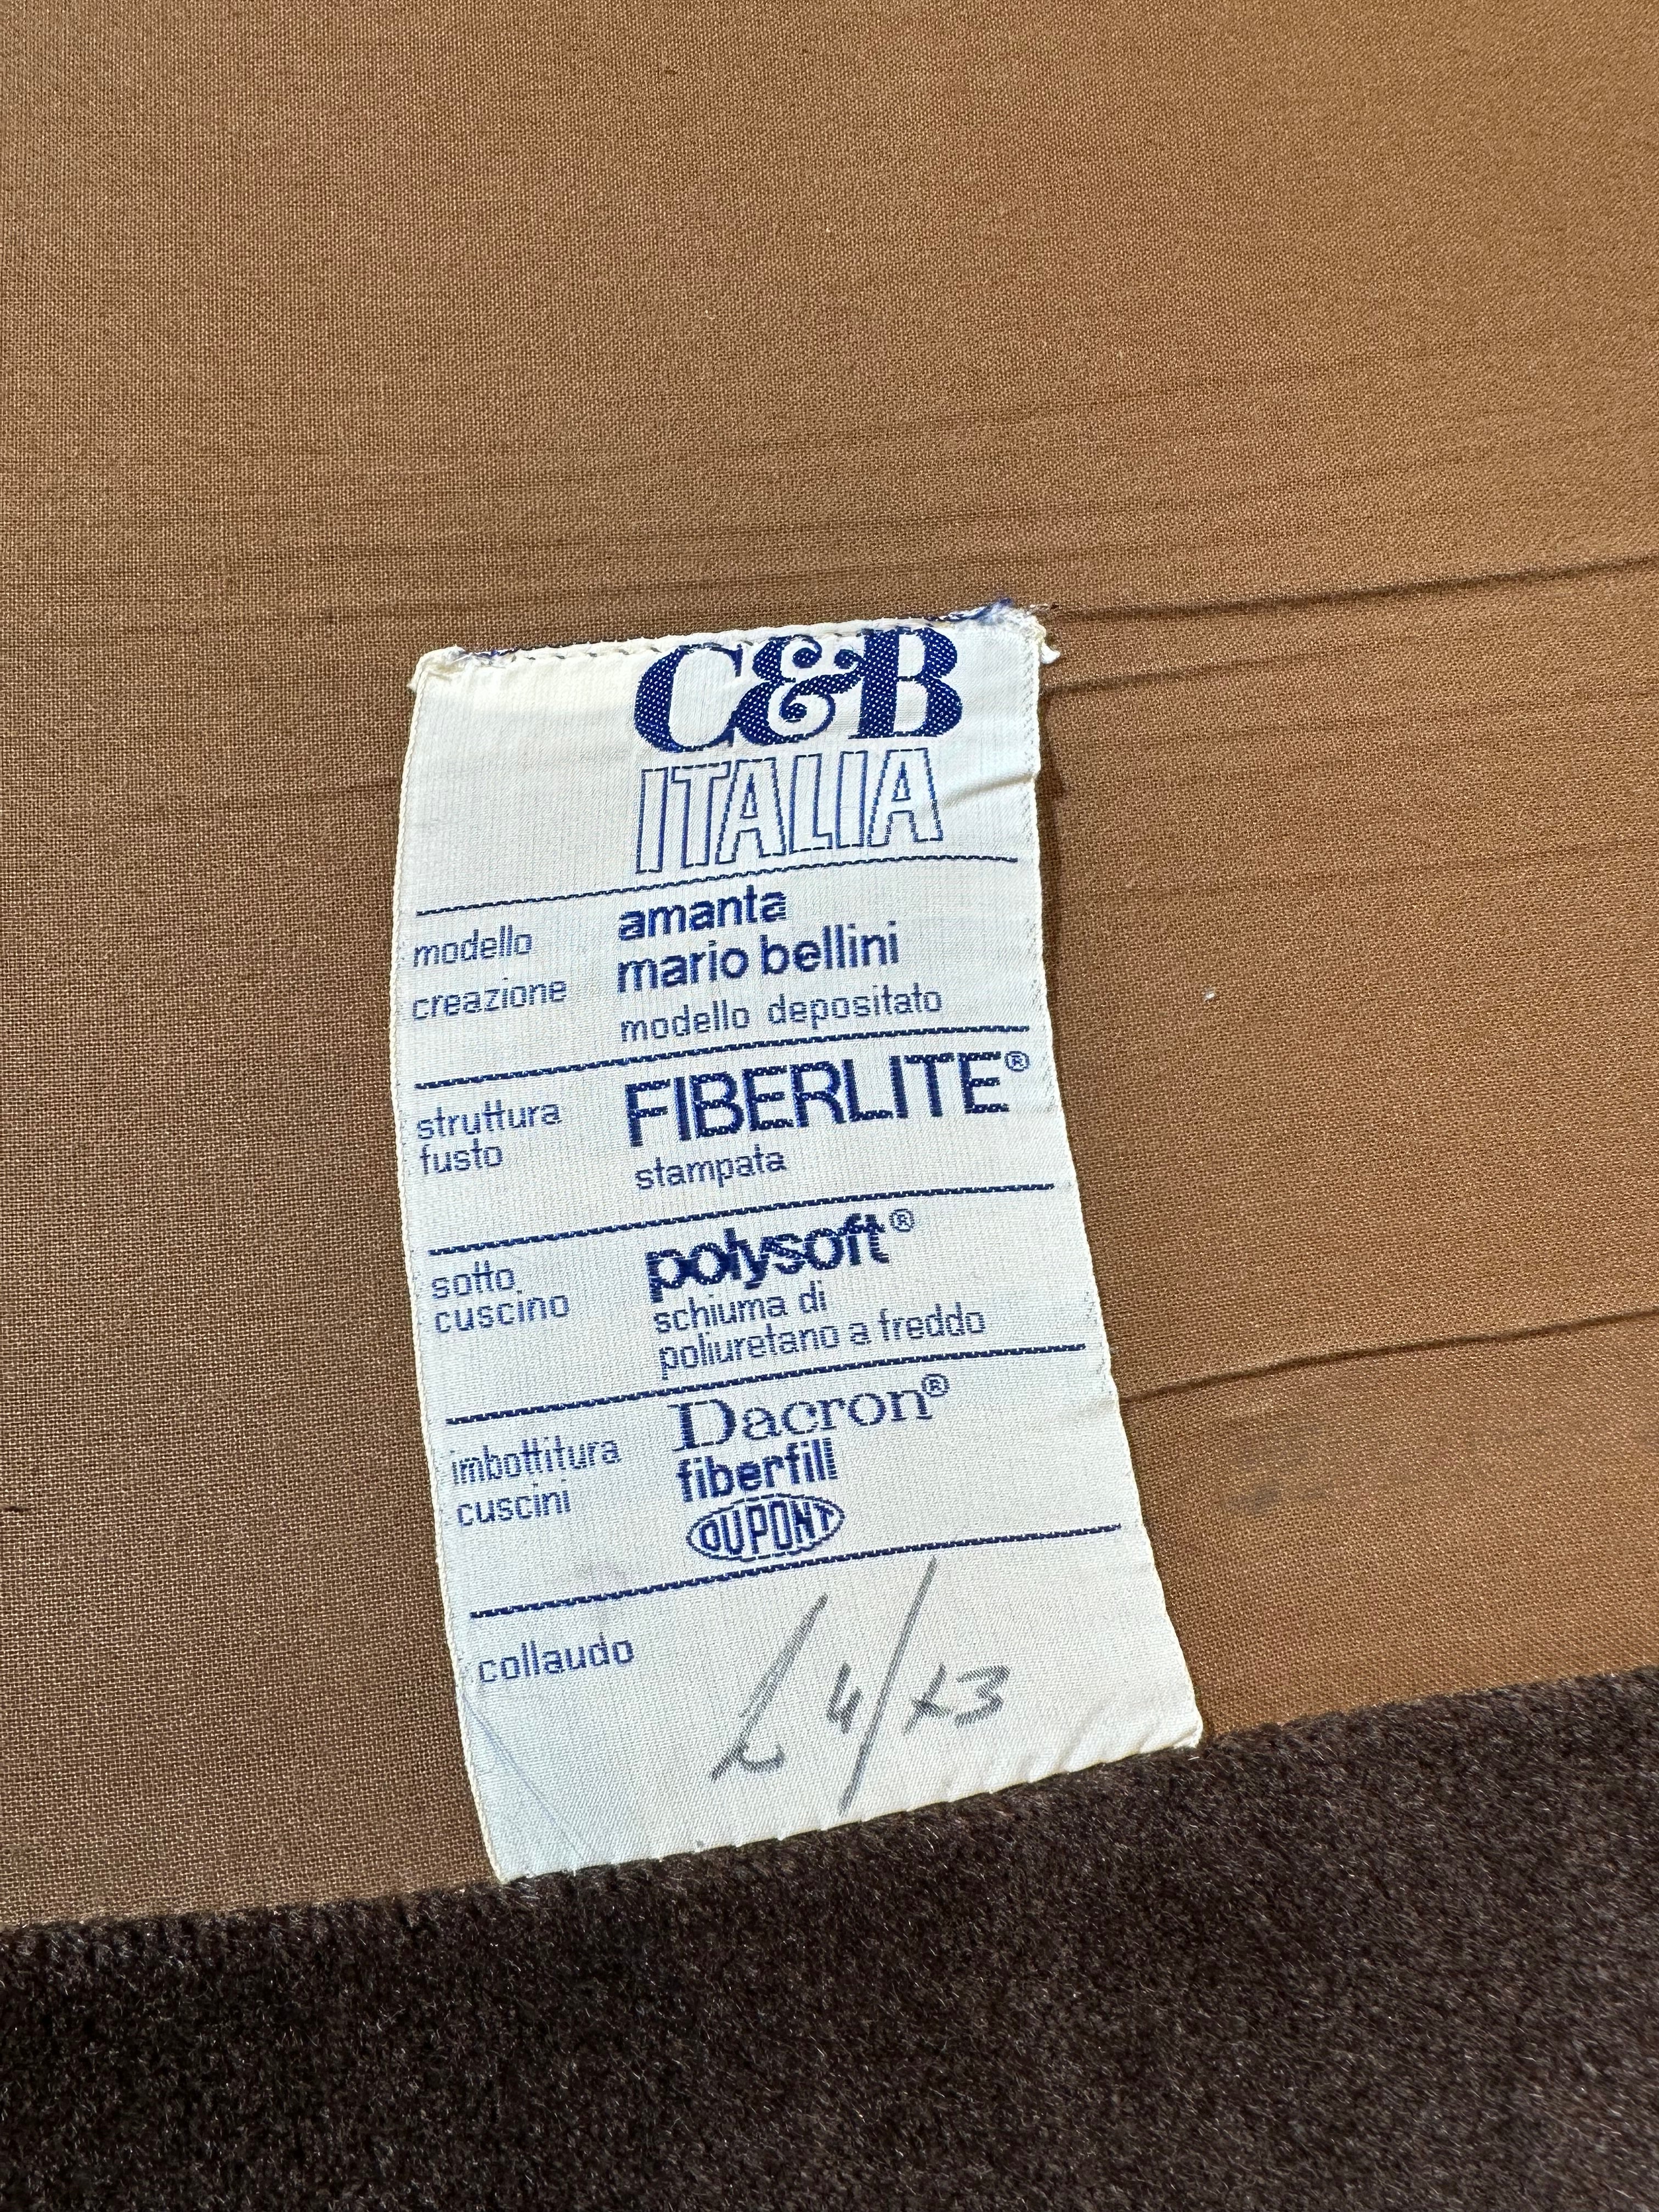 C&B
ITALIA
modello amanta
creazione mario bellini
modello depositato
struttura fusto FIBERLITE®
stampata
sotto cuscino polysoft®
schiuma di
poliuretano a freddo
imbottitura cuscini Dacron®
fiberfill
DUPONT
collaudo